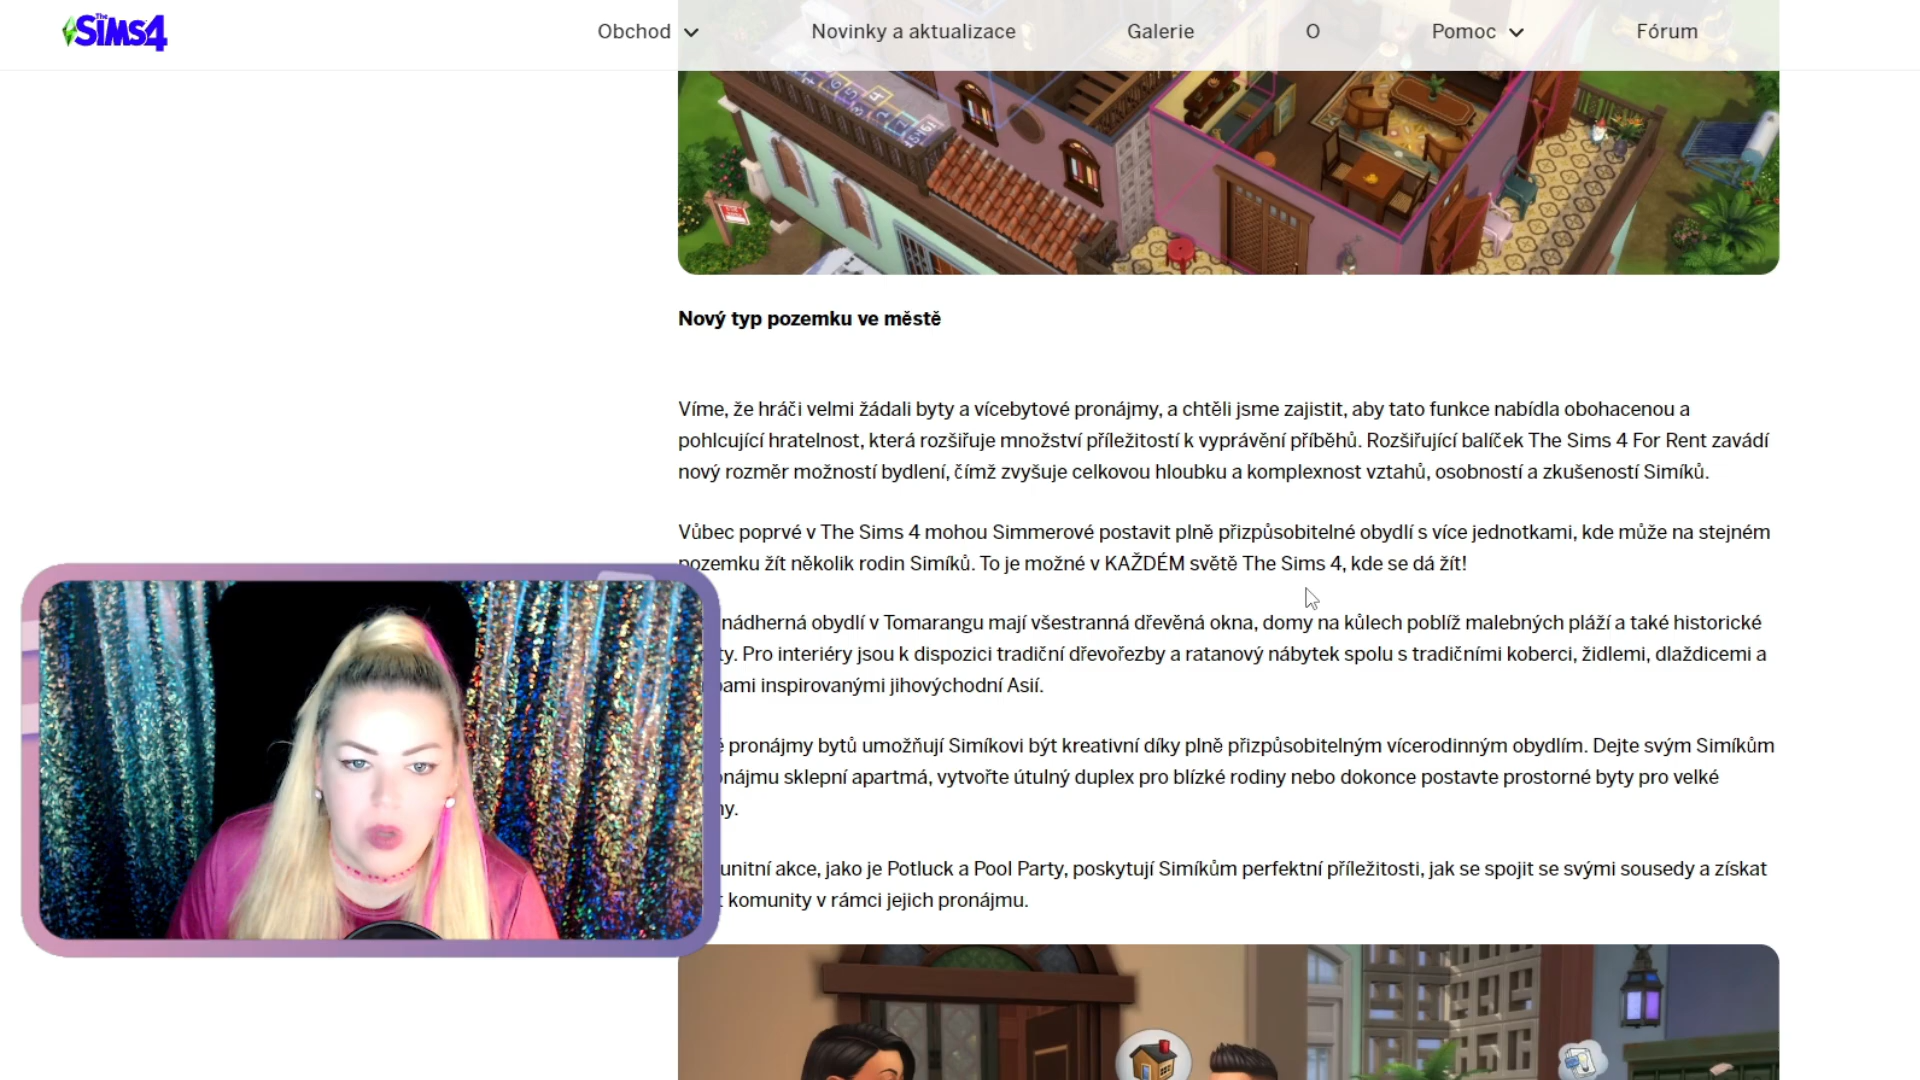 The Sims 4
Obchod
Novinky a aktualizace
Galerie
O
Pomoc
Fórum
Nový typ pozemku ve městě
Víme, že hráči velmi žádali byty a vícebytové pronájmy, a chtěli jsme zajistit, aby tato funkce nabídla obohacenou a
pohlcující hratelnost, která rozšiřuje množství příležitostí k vyprávění příběhů. Rozšiřující balíček The Sims 4 For Rent zavádí
nový rozměr možností bydlení, čímž zvyšuje celkovou hloubku a komplexnost vztahů, osobností a zkušeností Simíků.
Vůbec poprvé v The Sims 4 mohou Simmerové postavit plně přizpůsobitelné obydlí s více jednotkami, kde může na stejném
pozemku žít několik rodin Simíků. To je možné v KAŽDÉM světě The Sims 4, kde se dá žít!
nádherná obydlí v Tomarangu mají všestranná dřevěná okna, domy na kůlech poblíž malebných pláží a také historické
ty. Pro interiéry jsou k dispozici tradiční dřevořezby a ratanový nábytek spolu s tradičními koberci, židlemi, dlaždicemi a
bami inspirovanými jihovýchodní Asií.
é pronájmy bytů umožňují Simíkovi být kreativní díky plně přizpůsobitelným vícerodinným obydlím. Dejte svým Simíkům
onájmu sklepní apartmá, vytvořte útulný duplex pro blízké rodiny nebo dokonce postavte prostorné byty pro velké
ny.
unitní akce, jako je Potluck a Pool Party, poskytují Simíkům perfektní příležitosti, jak se spojit se svými sousedy a získat
t komunity v rámci jejich pronájmu.